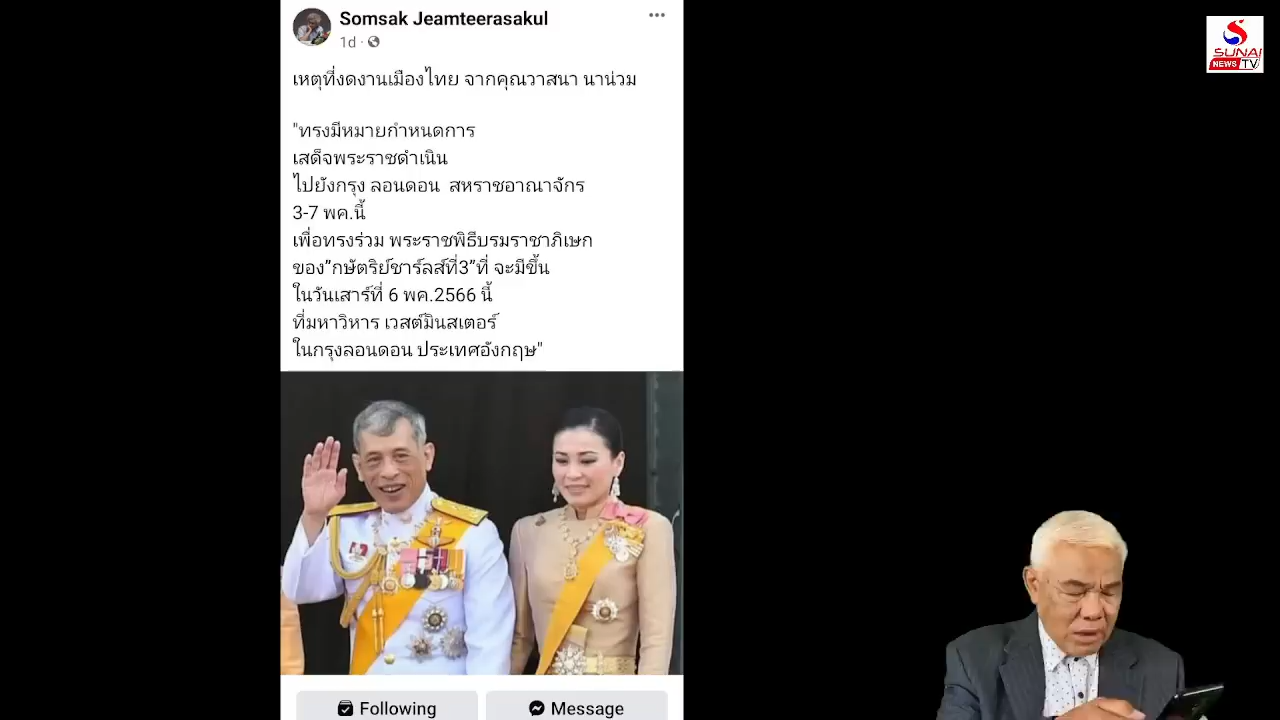 Somsak Jeamteerasakul
1d ·
เหตุที่งดงานเมืองไทย จากคุณวาสนา นาน่วม
"ทรงมีหมายกำหนดการ
เสด็จพระราชดำเนิน
ไปยังกรุง ลอนดอน สหราชอาณาจักร
3-7 พค.นี้
เพื่อทรงร่วม พระราชพิธีบรมราชาภิเษก
ของ"กษัตริย์ชาร์ลส์ที่3"ที่ จะมีขึ้น
ในวันเสาร์ที่ 6 พค.2566 นี้
ที่มหาวิหาร เวสต์มินสเตอร์
ในกรุงลอนดอน ประเทศอังกฤษ"
Following
Message
SUNAI
NEWS TV